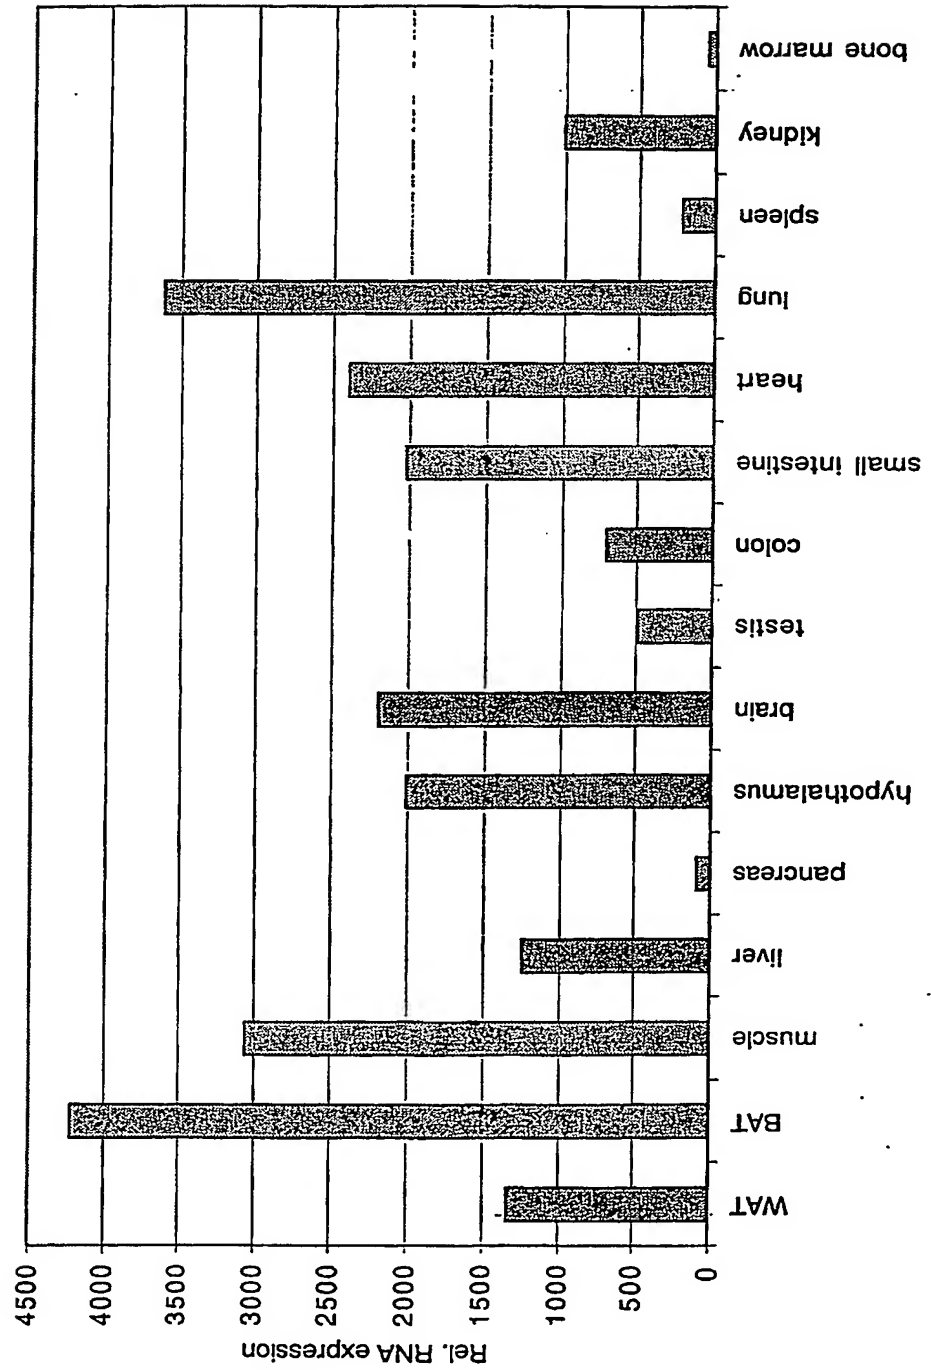 Rel. RNA expression
4500
4000
3500
3000
2500
2000
1500
1000
500
0
WAT
BAT
muscle
liver
pancreas
hypothalamus
brain
testis
colon
small intestine
heart
lung
spleen
kidney
bone marrow